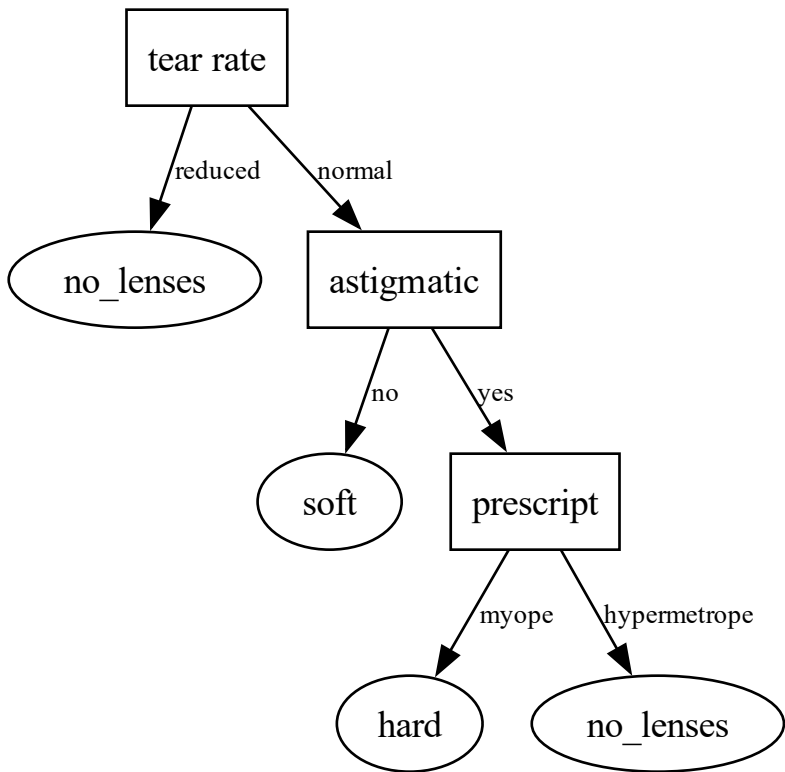 tear rate
reduced
normal
no_lenses
astigmatic
no
yes
soft
prescript
myope
hypermetrope
hard
no_lenses